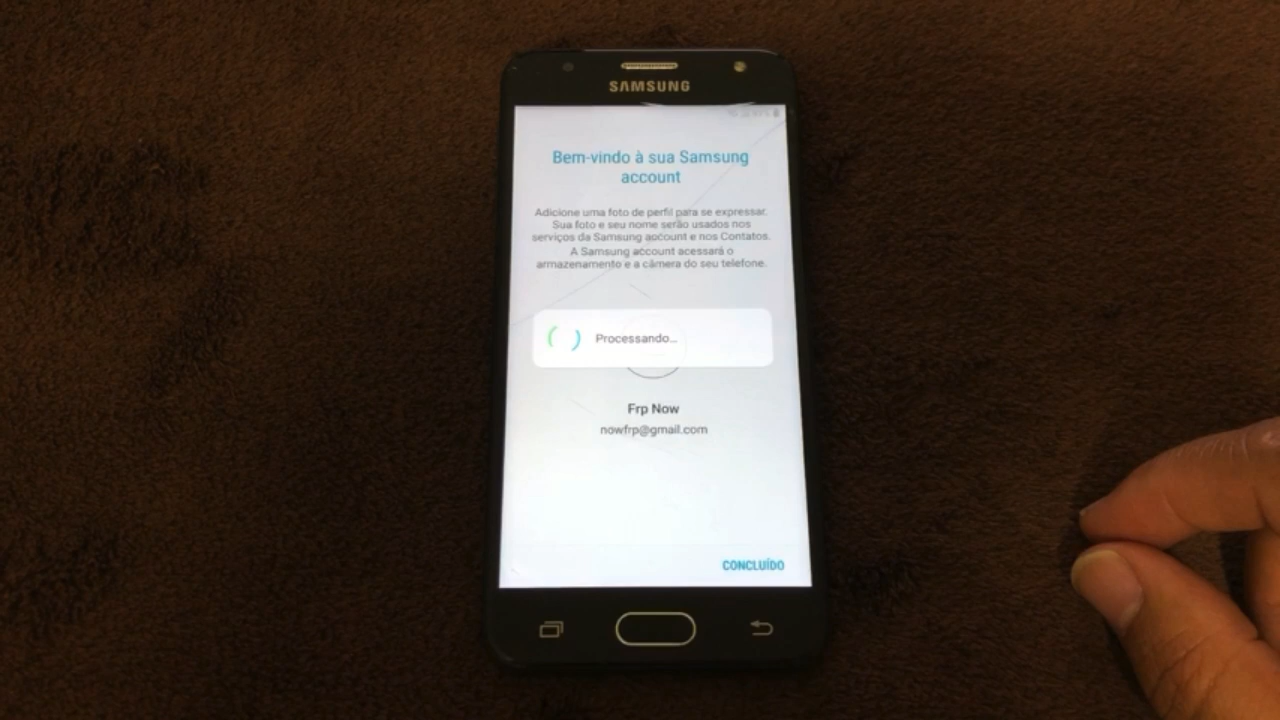 SAMSUNG
Bem-vindo à sua Samsung
account
Adicione uma foto de perfil para se expressar.
Sua foto e seu nome serão usados nos
serviços da Samsung account e nos Contatos.
A Samsung account acessará o
armazenamento e a câmera do seu telefone.
Processando...
Frp Now
nowfrp@gmail.com
CONCLUÍDO